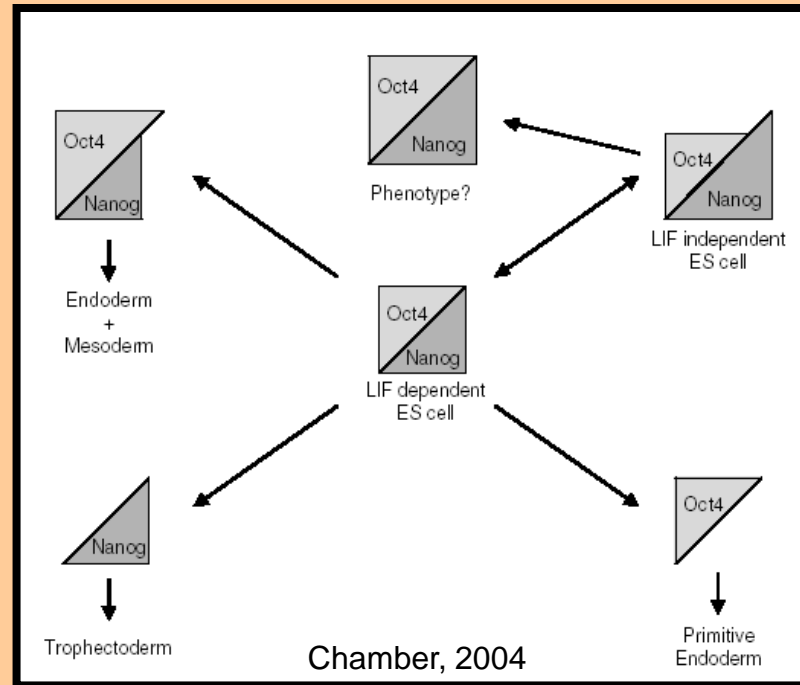 Oct4
Nanog
Phenotype?
Oct4
Nanog
Endoderm
+
Mesoderm
Oct4
Nanog
LIF independent
ES cell
Oct4
Nanog
LIF dependent
ES cell
Nanog
Trophectoderm
Oct4
Primitive
Endoderm
Chamber, 2004